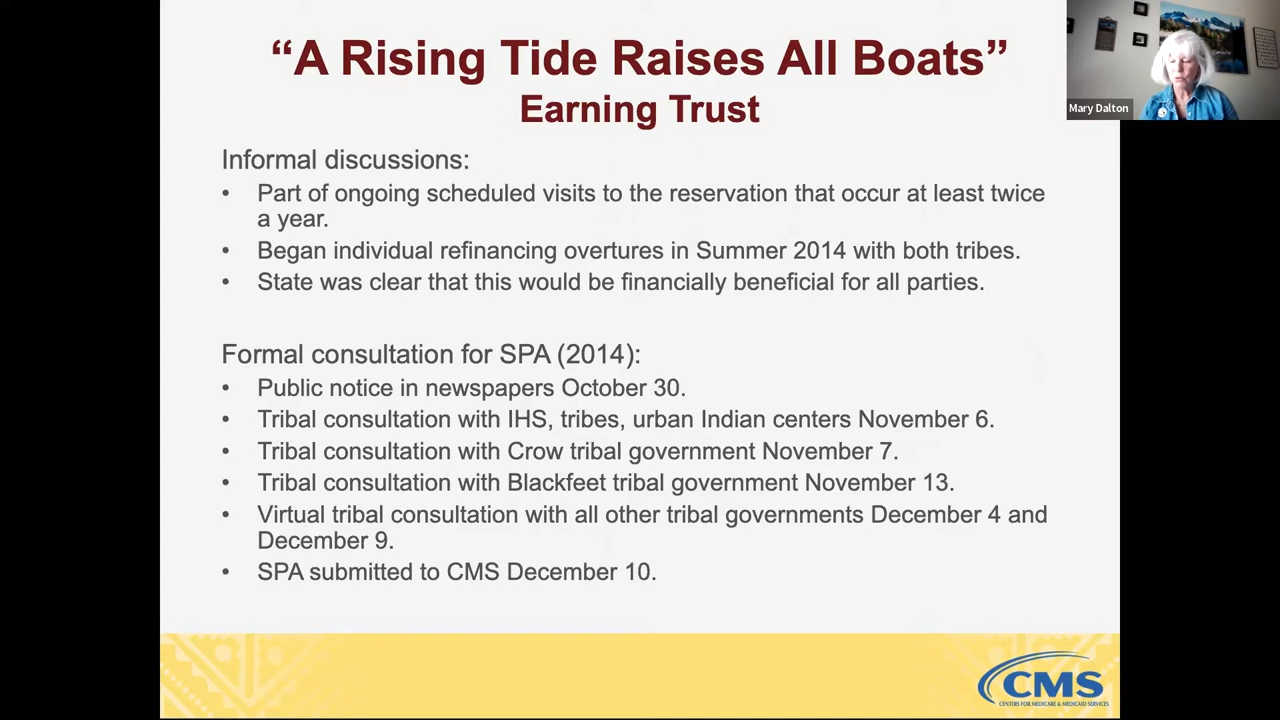 “A Rising Tide Raises All Boats”
Earning Trust
Mary Dalton
Informal discussions:
• Part of ongoing scheduled visits to the reservation that occur at least twice
a year.
• Began individual refinancing overtures in Summer 2014 with both tribes.
• State was clear that this would be financially beneficial for all parties.
Formal consultation for SPA (2014):
• Public notice in newspapers October 30.
• Tribal consultation with IHS, tribes, urban Indian centers November 6.
• Tribal consultation with Crow tribal government November 7.
• Tribal consultation with Blackfeet tribal government November 13.
• Virtual tribal consultation with all other tribal governments December 4 and
December 9.
• SPA submitted to CMS December 10.
CMS
CENTERS FOR MEDICARE & MEDICAID SERVICES